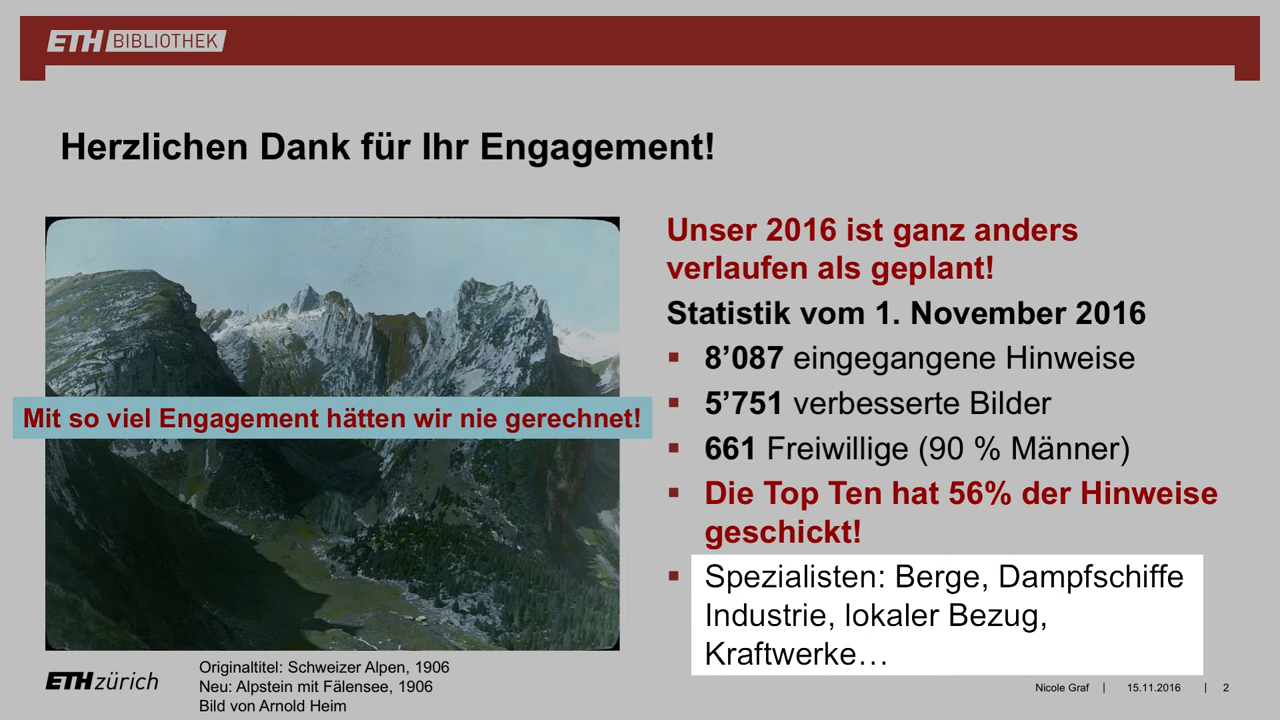 ETH BIBLIOTHEK
Herzlichen Dank für Ihr Engagement!
Mit so viel Engagement hätten wir nie gerechnet!
Unser 2016 ist ganz anders
verlaufen als geplant!
Statistik vom 1. November 2016
▪ 8’087 eingegangene Hinweise
▪ 5’751 verbesserte Bilder
▪ 661 Freiwillige (90 % Männer)
▪ Die Top Ten hat 56% der Hinweise
geschickt!
▪ Spezialisten: Berge, Dampfschiffe
Industrie, lokaler Bezug,
Kraftwerke…
ETH zürich
Originaltitel: Schweizer Alpen, 1906
Neu: Alpstein mit Fälensee, 1906
Bild von Arnold Heim
Nicole Graf | 15.11.2016 | 2